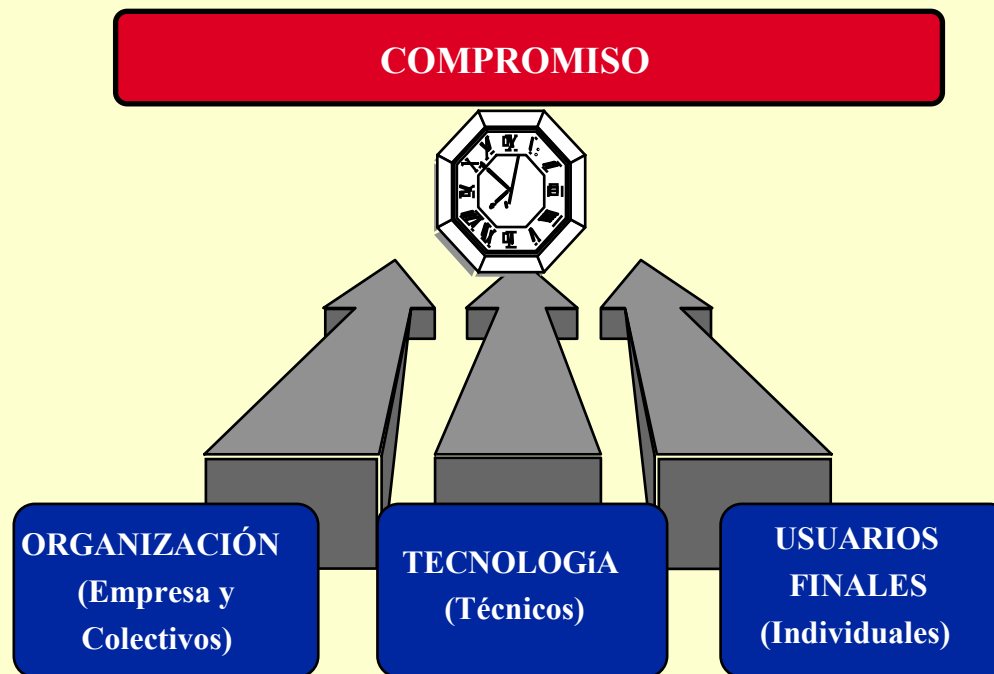 COMPROMISO
ORGANIZACIÓN
(Empresa y
Colectivos)
TECNOLOGíA
(Técnicos)
USUARIOS
FINALES
(Individuales)